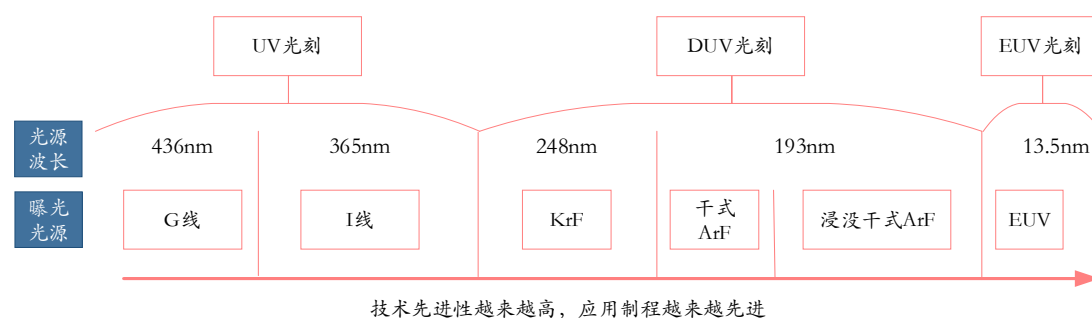 UV光刻
DUV光刻
EUV光刻
光源
波长
436nm
365nm
248nm
193nm
13.5nm
曝光
光源
G线
I线
KrF
干式
ArF
浸没干式ArF
EUV
技术先进性越来越高，应用制程越来越先进